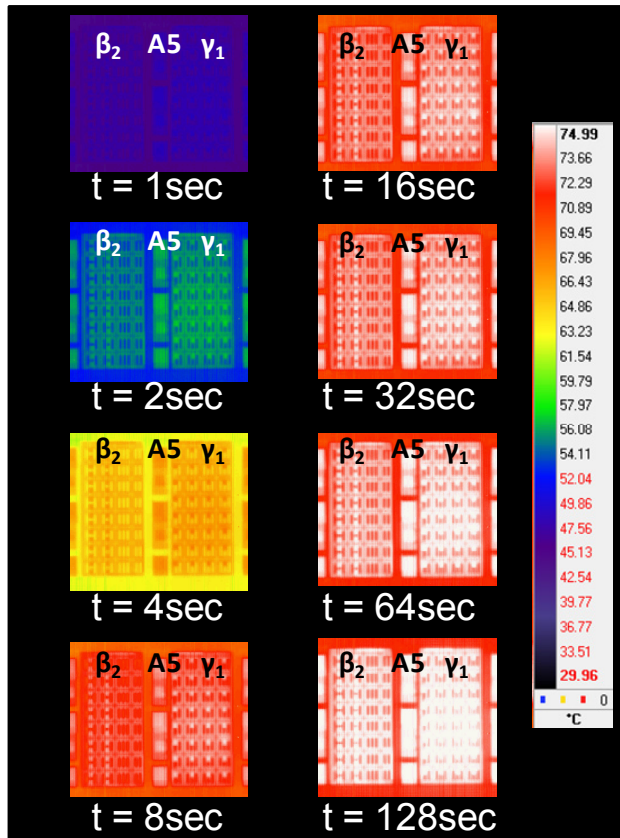 β₂ A5 γ₁
t = 1sec
β₂ A5 γ₁
t = 2sec
β₂ A5 γ₁
t = 4sec
β₂ A5 γ₁
t = 8sec
β₂ A5 γ₁
t = 16sec
β₂ A5 γ₁
t = 32sec
β₂ A5 γ₁
t = 64sec
β₂ A5 γ₁
t = 128sec
74.99
73.66
72.29
70.89
69.45
67.96
66.43
64.86
63.23
61.54
59.79
57.97
56.08
54.11
52.04
49.86
47.56
45.13
42.54
39.77
36.77
33.51
29.96
0
°C